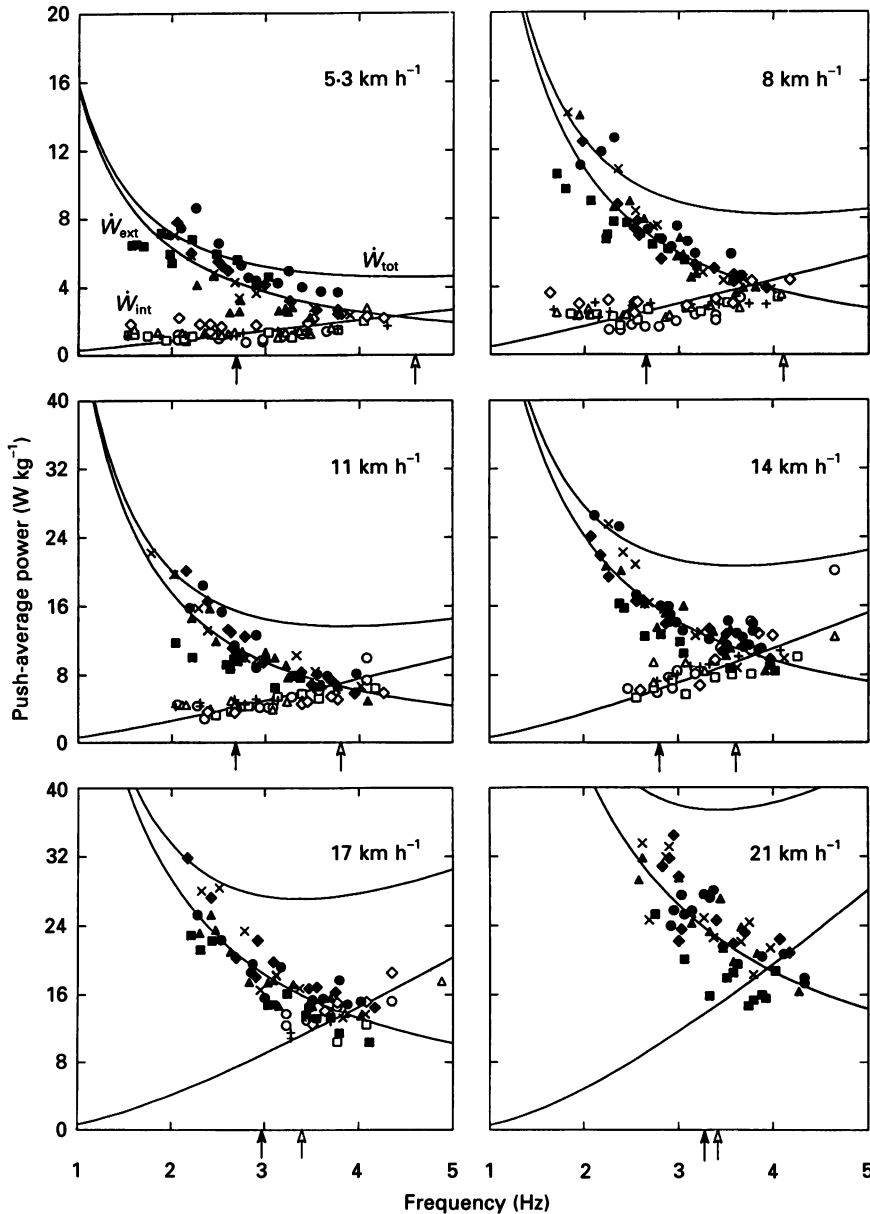 20
16
12
8
4
0
5·3 km h⁻¹
Ẇext
Ẇint
Ẇtot
8 km h⁻¹
40
32
24
16
8
0
11 km h⁻¹
14 km h⁻¹
Push-average power (W kg⁻¹)
40
32
24
16
8
0
17 km h⁻¹
21 km h⁻¹
1 2 3 4 5 1 2 3 4 5
Frequency (Hz)